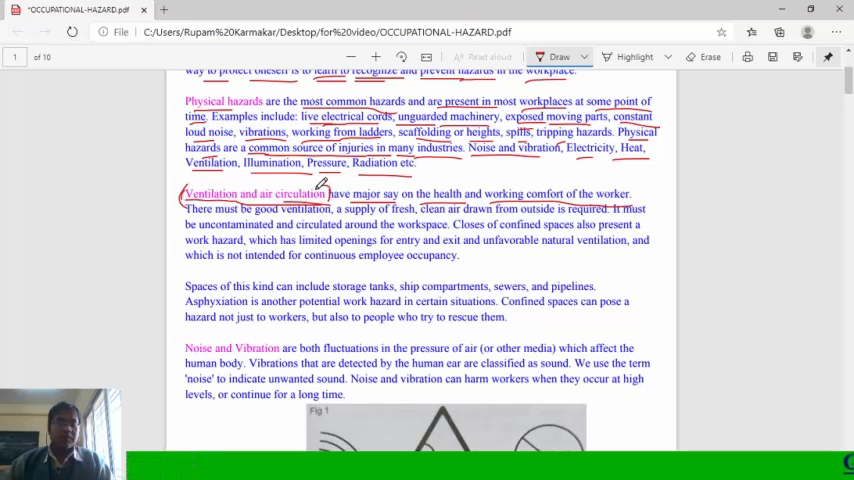 *OCCUPATIONAL-HAZARD.pdf
File
C:/Users/Rupam%20Karmakar/Desktop/for%20video/OCCUPATIONAL-HAZARD.pdf
1 of 10
Read aloud
Draw
Highlight
Erase
way to protect oneself is to learn to recognize and prevent hazards in the workplace.
Physical hazards are the most common hazards and are present in most workplaces at some point of
time. Examples include: live electrical cords, unguarded machinery, exposed moving parts, constant
loud noise, vibrations, working from ladders, scaffolding or heights, spills, tripping hazards. Physical
hazards are a common source of injuries in many industries. Noise and vibration, Electricity, Heat,
Ventilation, Illumination, Pressure, Radiation etc.
Ventilation and air circulation have major say on the health and working comfort of the worker.
There must be good ventilation, a supply of fresh, clean air drawn from outside is required. It must
be uncontaminated and circulated around the workspace. Closes of confined spaces also present a
work hazard, which has limited openings for entry and exit and unfavorable natural ventilation, and
which is not intended for continuous employee occupancy.
Spaces of this kind can include storage tanks, ship compartments, sewers, and pipelines.
Asphyxiation is another potential work hazard in certain situations. Confined spaces can pose a
hazard not just to workers, but also to people who try to rescue them.
Noise and Vibration are both fluctuations in the pressure of air (or other media) which affect the
human body. Vibrations that are detected by the human ear are classified as sound. We use the term
'noise' to indicate unwanted sound. Noise and vibration can harm workers when they occur at high
levels, or continue for a long time.
Fig 1